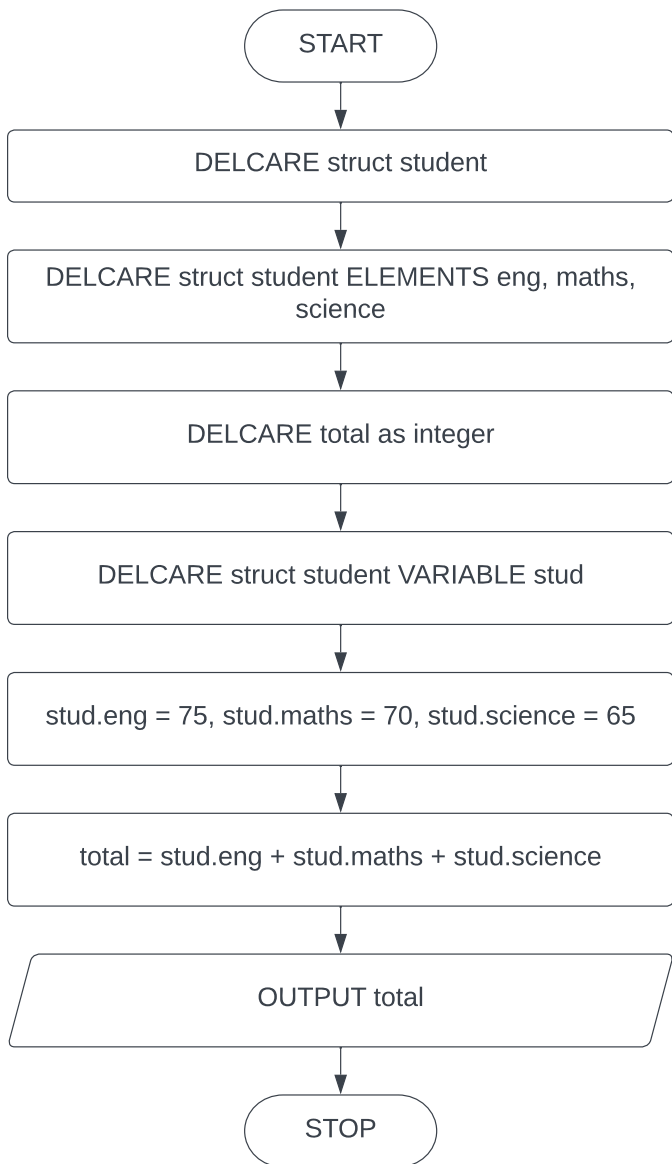 START
DELCARE struct student
DELCARE struct student ELEMENTS eng, maths,
science
DELCARE total as integer
DELCARE struct student VARIABLE stud
stud.eng = 75, stud.maths = 70, stud.science = 65
total = stud.eng + stud.maths + stud.science
OUTPUT total
STOP